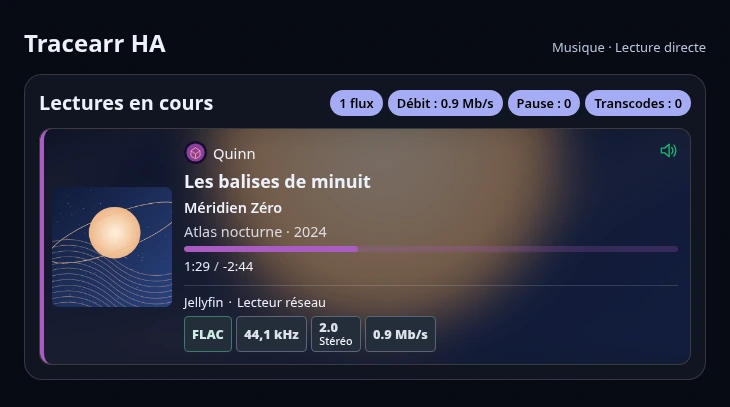 Tracearr HA
Musique · Lecture directe
Lectures en cours
1 flux
Débit : 0.9 Mb/s
Pause : 0
Transcodes : 0
Quinn
Les balises de minuit
Méridien Zéro
Atlas nocturne · 2024
1:29 / -2:44
Jellyfin · Lecteur réseau
FLAC
44,1 kHz
2.0
Stéréo
0.9 Mb/s